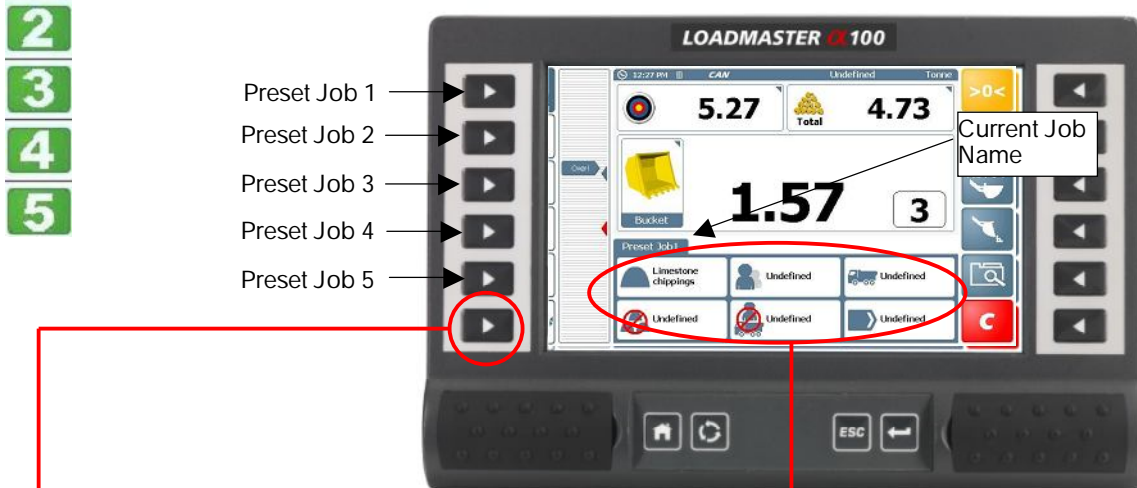 2
3
4
5
LOADMASTER α100
Preset Job 1
Preset Job 2
Preset Job 3
Preset Job 4
Preset Job 5
12:27 PM CAN Undefined Tonne
5.27
Total
4.73
>0<
Current Job
Name
Over!
Bucket
1.57
3
Preset Job1
Limestone
chippings
Undefined
Undefined
Undefined
Undefined
Undefined
C
ESC